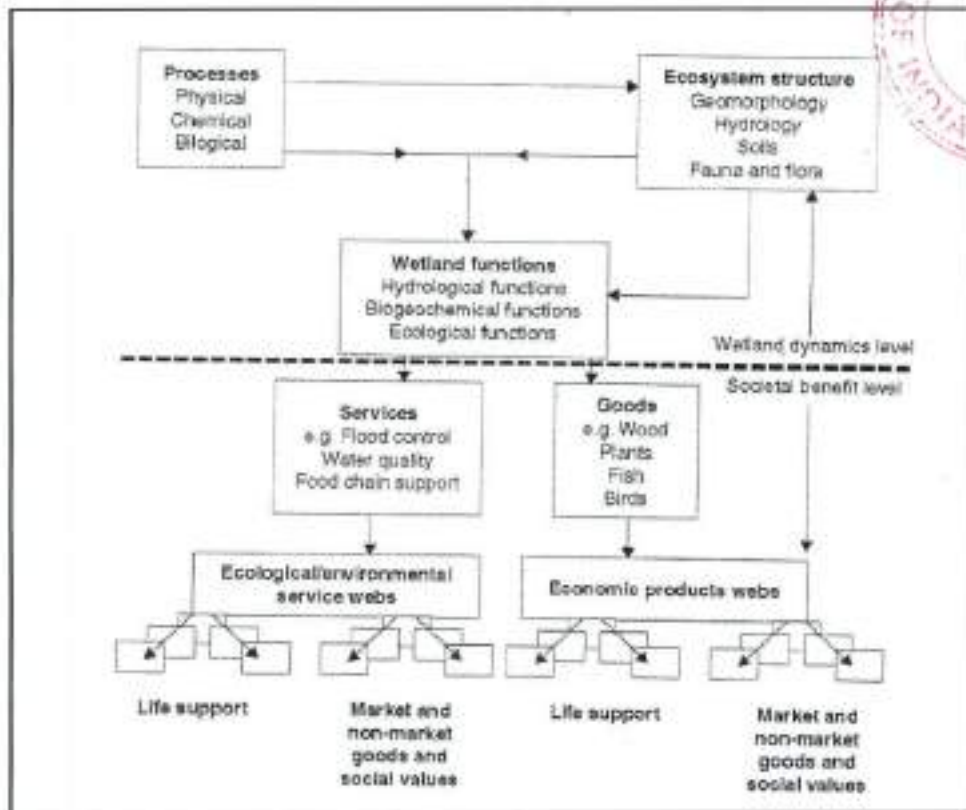 Processes
Physical
Chemical
Bilogical
Ecosystem structure
Geomorphology
Hydrology
Soils
Fauna and flora
Wetland functions
Hydrological functions
Biogeochemical functions
Ecological functions
Wetland dynamics level
Societal benefit level
Services
e.g. Flood control
Water quality
Food chain support
Goods
e.g. Wood
Plants
Fish
Birds
Ecological/environmental
service webs
Economic products webs
Life support
Market and
non-market
goods and
social values
Life support
Market and
non-market
goods and
social values
OF INDIA